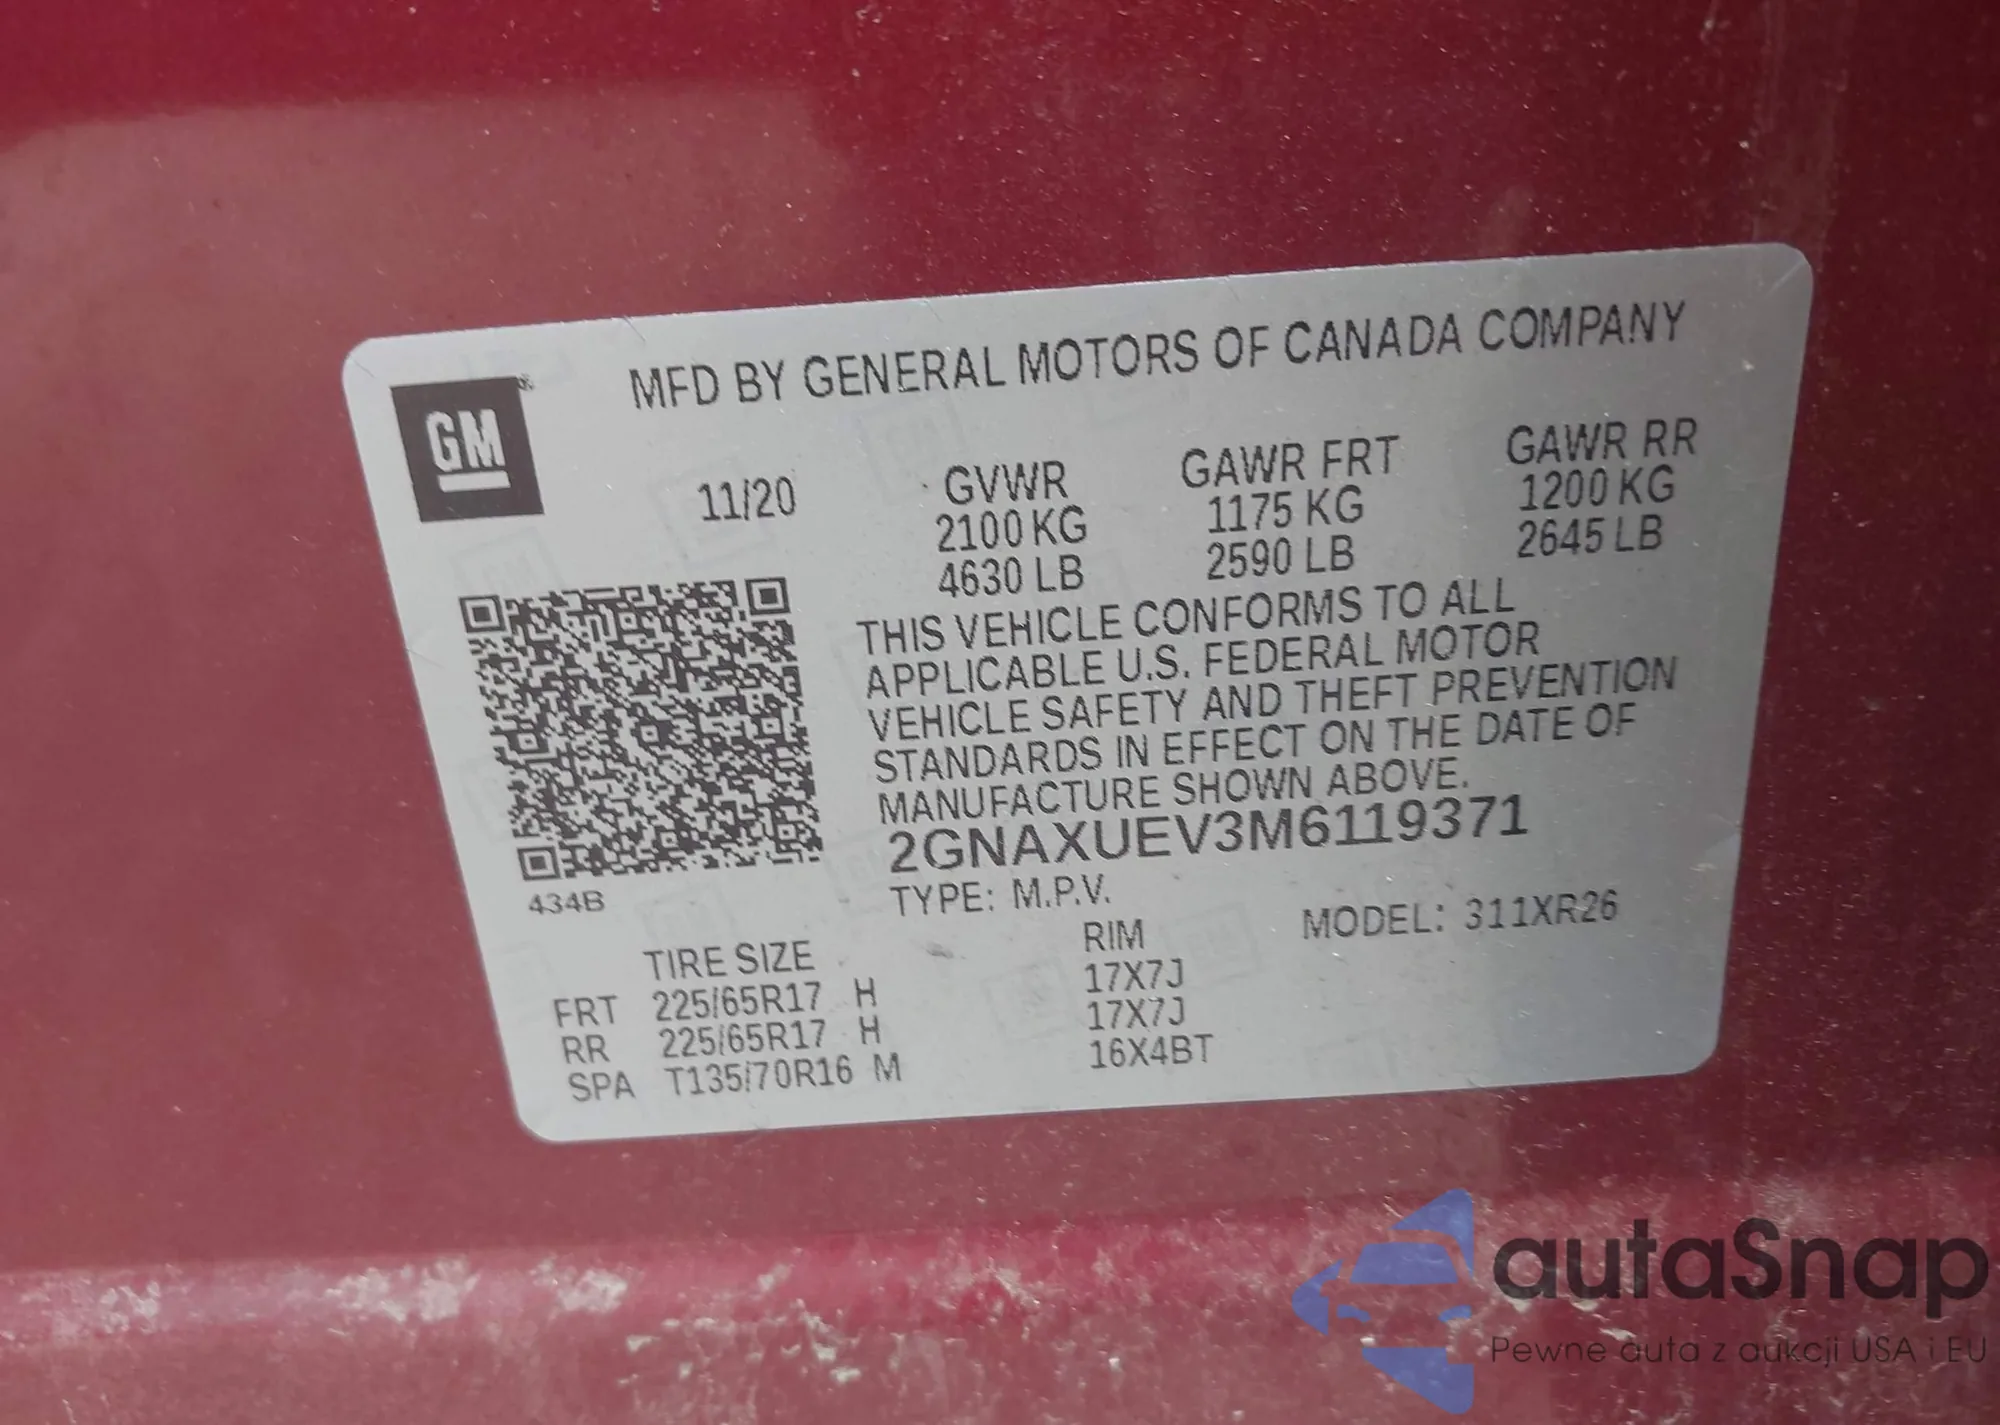 MFD BY GENERAL MOTORS OF CANADA COMPANY
GM
11/20 GVWR GAWR FRT GAWR RR
2100 KG 1175 KG 1200 KG
4630 LB 2590 LB 2645 LB
THIS VEHICLE CONFORMS TO ALL
APPLICABLE U.S. FEDERAL MOTOR
VEHICLE SAFETY AND THEFT PREVENTION
STANDARDS IN EFFECT ON THE DATE OF
MANUFACTURE SHOWN ABOVE.
2GNAXUEV3M6119371
434B
TYPE: M.P.V. MODEL: 311XR26
TIRE SIZE RIM
FRT 225/65R17 H 17X7J
RR 225/65R17 H 17X7J
SPA T135/70R16 M 16X4BT
autaSnap
Pewne auta z aukcji USA i EU